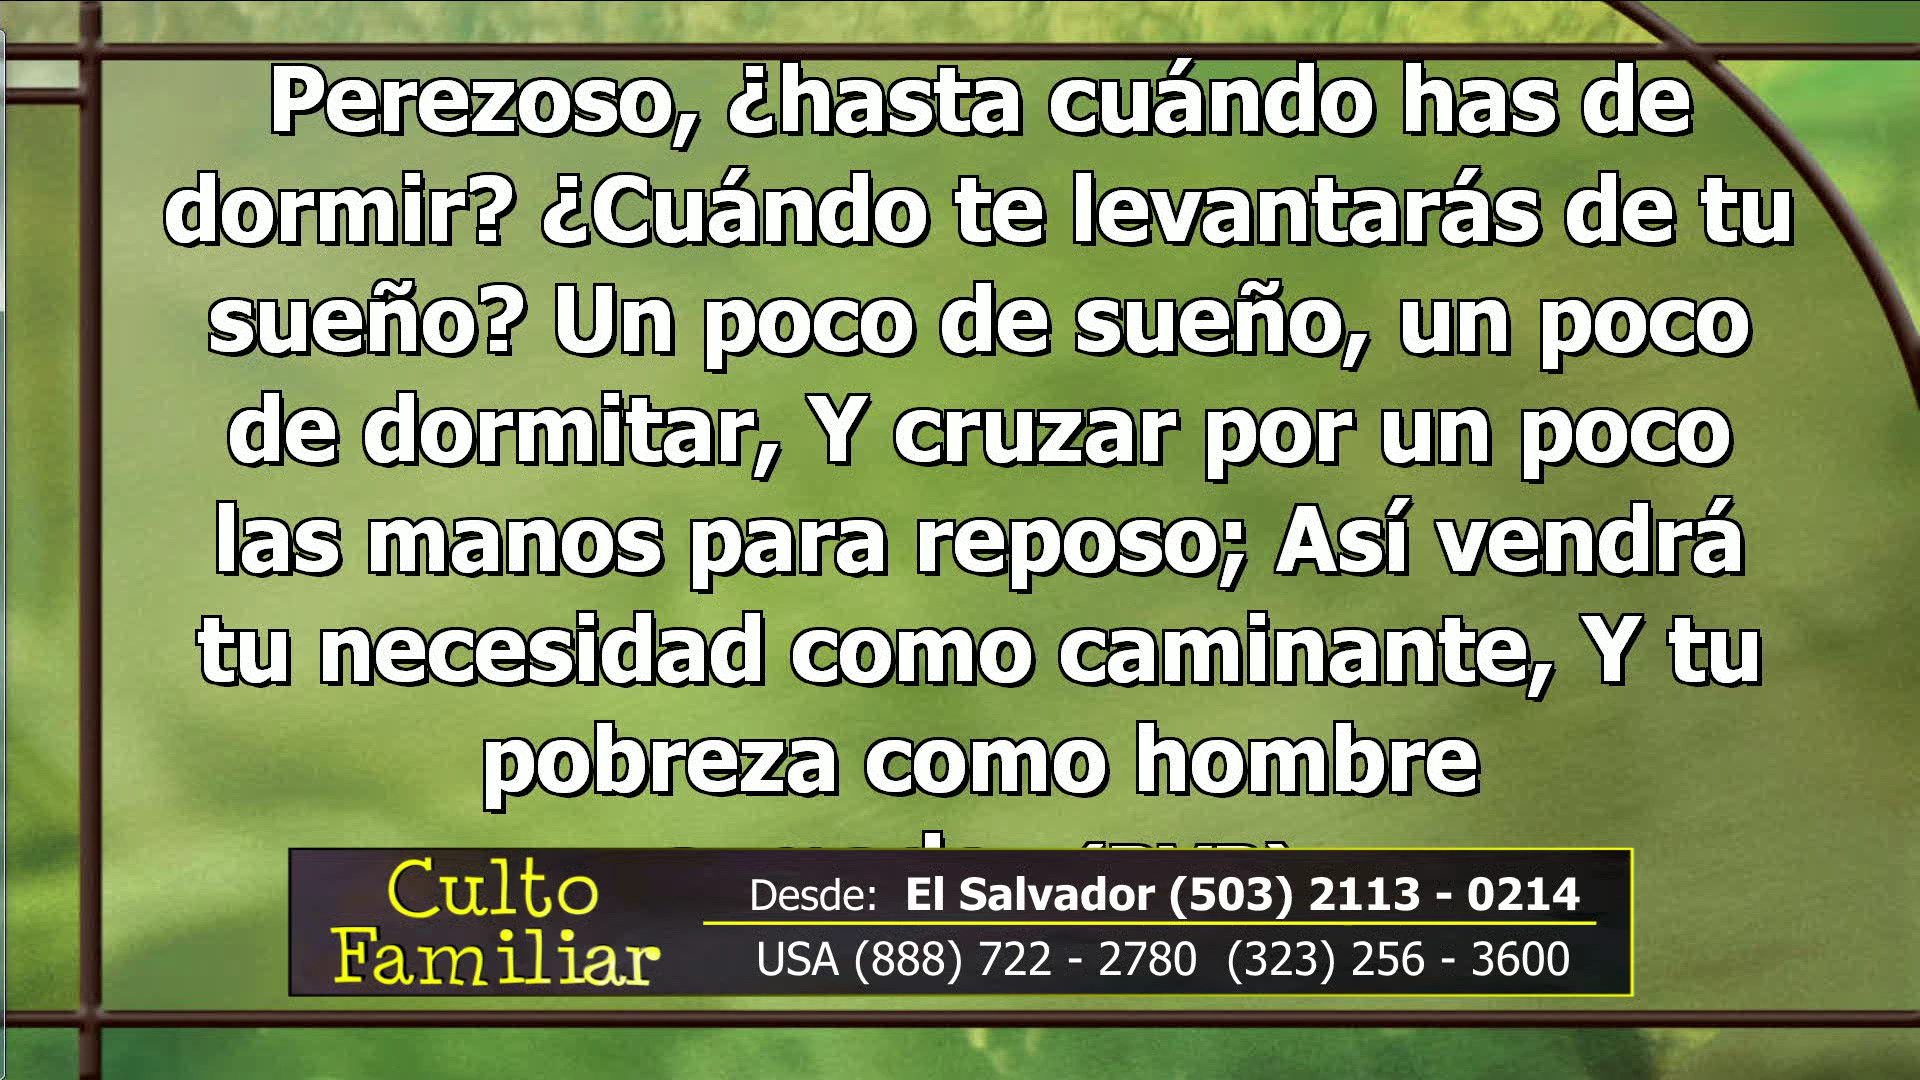 Perezoso, ¿hasta cuándo has de
dormir? ¿Cuándo te levantarás de tu
sueño? Un poco de sueño, un poco
de dormitar, Y cruzar por un poco
las manos para reposo; Así vendrá
tu necesidad como caminante, Y tu
pobreza como hombre
Culto
Familiar
Desde: El Salvador (503) 2113 - 0214
USA (888) 722 - 2780 (323) 256 - 3600